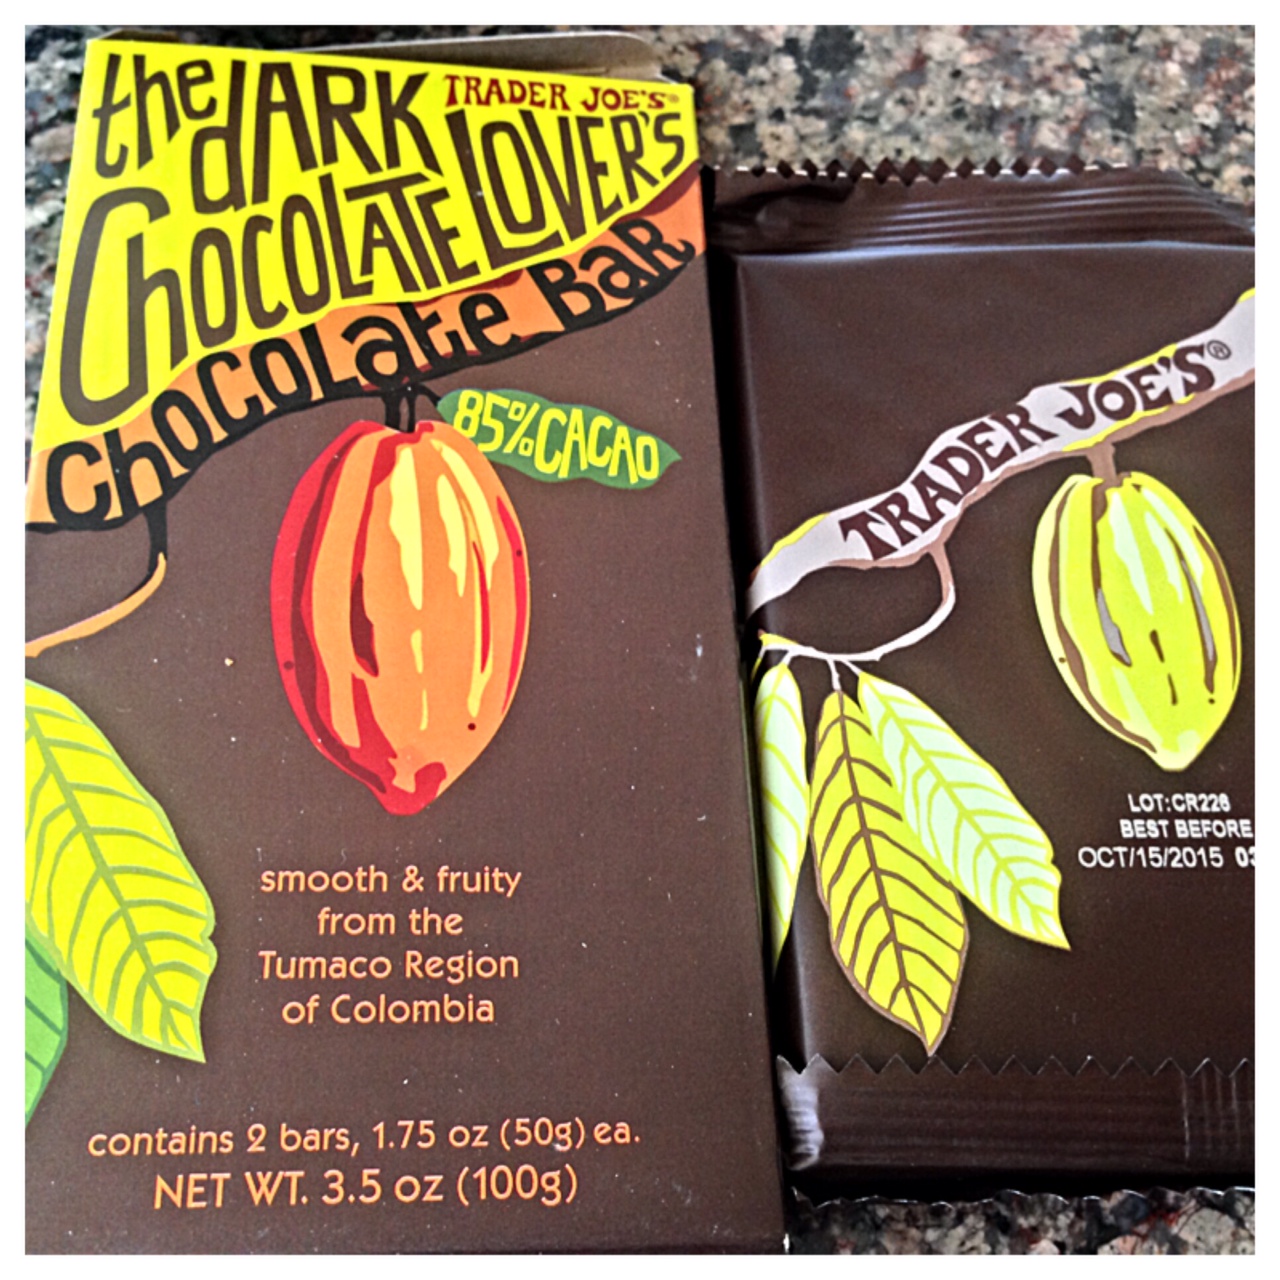 the dARK
TRADER JOE'S®
ChocoLATE LOVER'S
ChocoLate BaR
85% CACAO
smooth & fruity
from the
Tumaco Region
of Colombia
contains 2 bars, 1.75 oz (50g) ea.
NET WT. 3.5 oz (100g)
TRADER JOE'S®
LOT:CR226
BEST BEFORE
OCT/15/2015 03